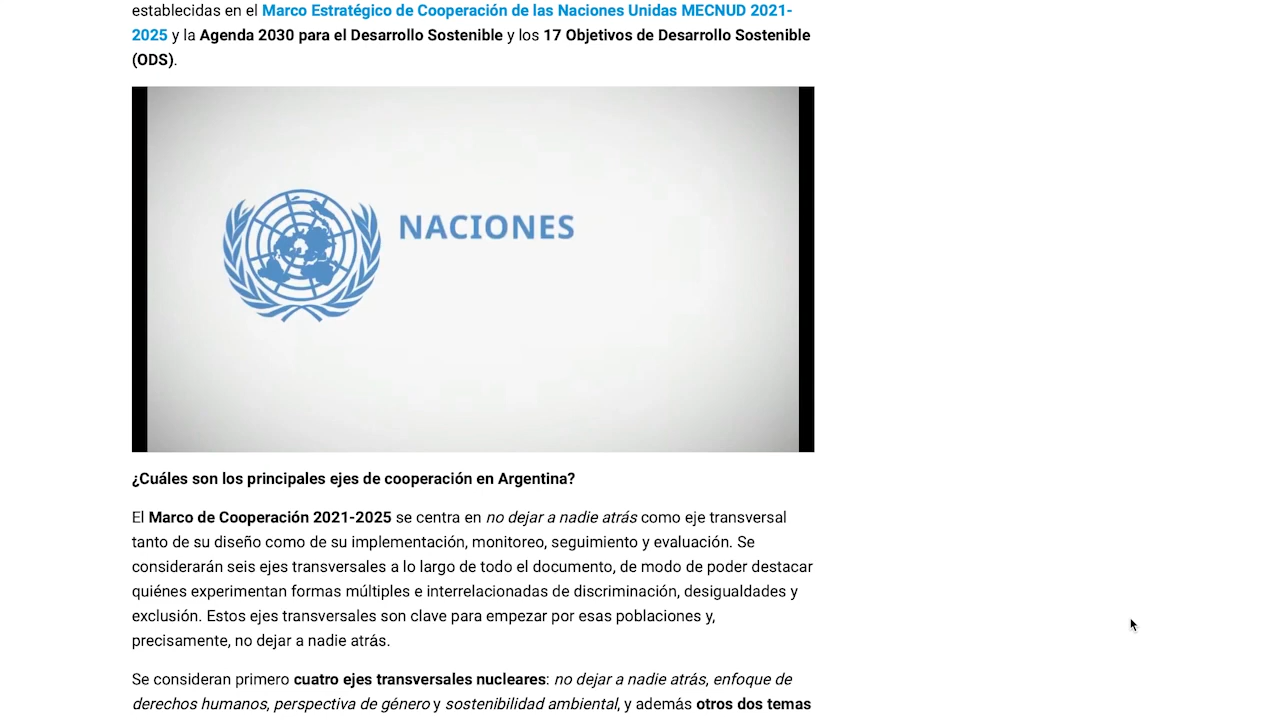 establecidas en el Marco Estratégico de Cooperación de las Naciones Unidas MECNUD 2021-
2025 y la Agenda 2030 para el Desarrollo Sostenible y los 17 Objetivos de Desarrollo Sostenible
(ODS).
NACIONES
¿Cuáles son los principales ejes de cooperación en Argentina?
El Marco de Cooperación 2021-2025 se centra en no dejar a nadie atrás como eje transversal
tanto de su diseño como de su implementación, monitoreo, seguimiento y evaluación. Se
considerarán seis ejes transversales a lo largo de todo el documento, de modo de poder destacar
quiénes experimentan formas múltiples e interrelacionadas de discriminación, desigualdades y
exclusión. Estos ejes transversales son clave para empezar por esas poblaciones y,
precisamente, no dejar a nadie atrás.
Se consideran primero cuatro ejes transversales nucleares: no dejar a nadie atrás, enfoque de
derechos humanos, perspectiva de género y sostenibilidad ambiental, y además otros dos temas